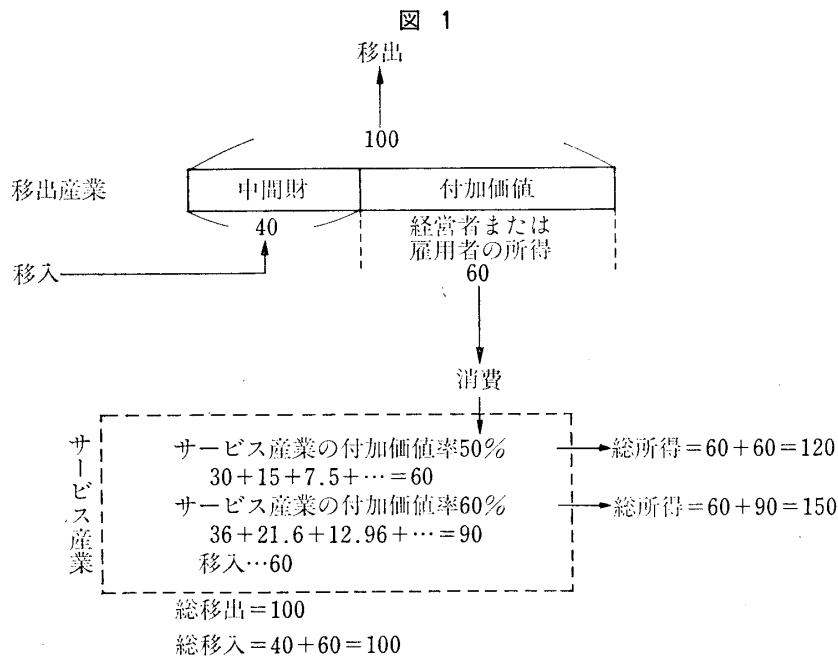 図 1
移出
100
移出産業
中間財
付加価値
40
経営者または
雇用者の所得
60
移入
消費
サービス産業
サービス産業の付加価値率50%
30+15+7.5+…=60
総所得=60+60=120
サービス産業の付加価値率60%
36+21.6+12.96+…=90
総所得=60+90=150
移入…60
総移出=100
総移入=40+60=100